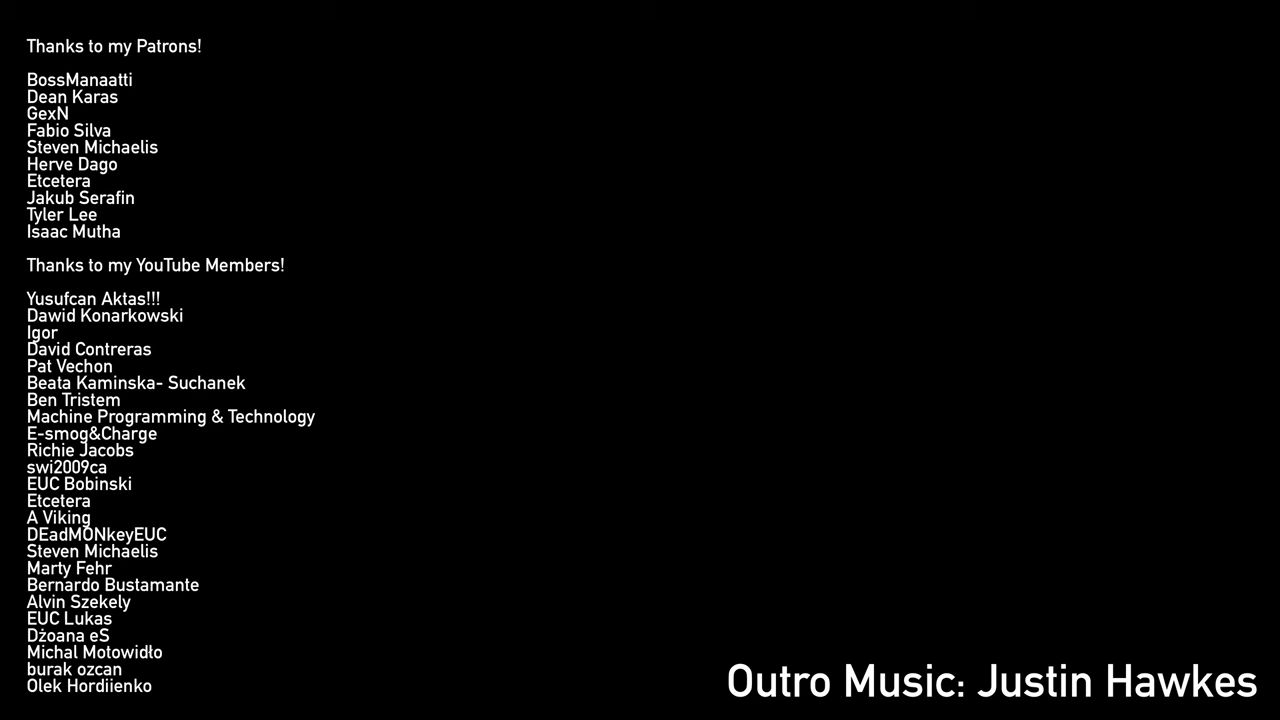 Thanks to my Patrons!
BossManaatti
Dean Karas
GexN
Fabio Silva
Steven Michaelis
Herve Dago
Etcetera
Jakub Serafin
Tyler Lee
Isaac Mutha
Thanks to my YouTube Members!
Yusufcan Aktas!!!
Dawid Konarkowski
Igor
David Contreras
Pat Vechon
Beata Kaminska- Suchanek
Ben Tristem
Machine Programming & Technology
E-smog&Charge
Richie Jacobs
swi2009ca
EUC Bobinski
Etcetera
A Viking
DEadMONkeyEUC
Steven Michaelis
Marty Fehr
Bernardo Bustamante
Alvin Szekely
EUC Lukas
Dżoana eS
Michal Motowidło
burak ozcan
Olek Hordiienko
Outro Music: Justin Hawkes